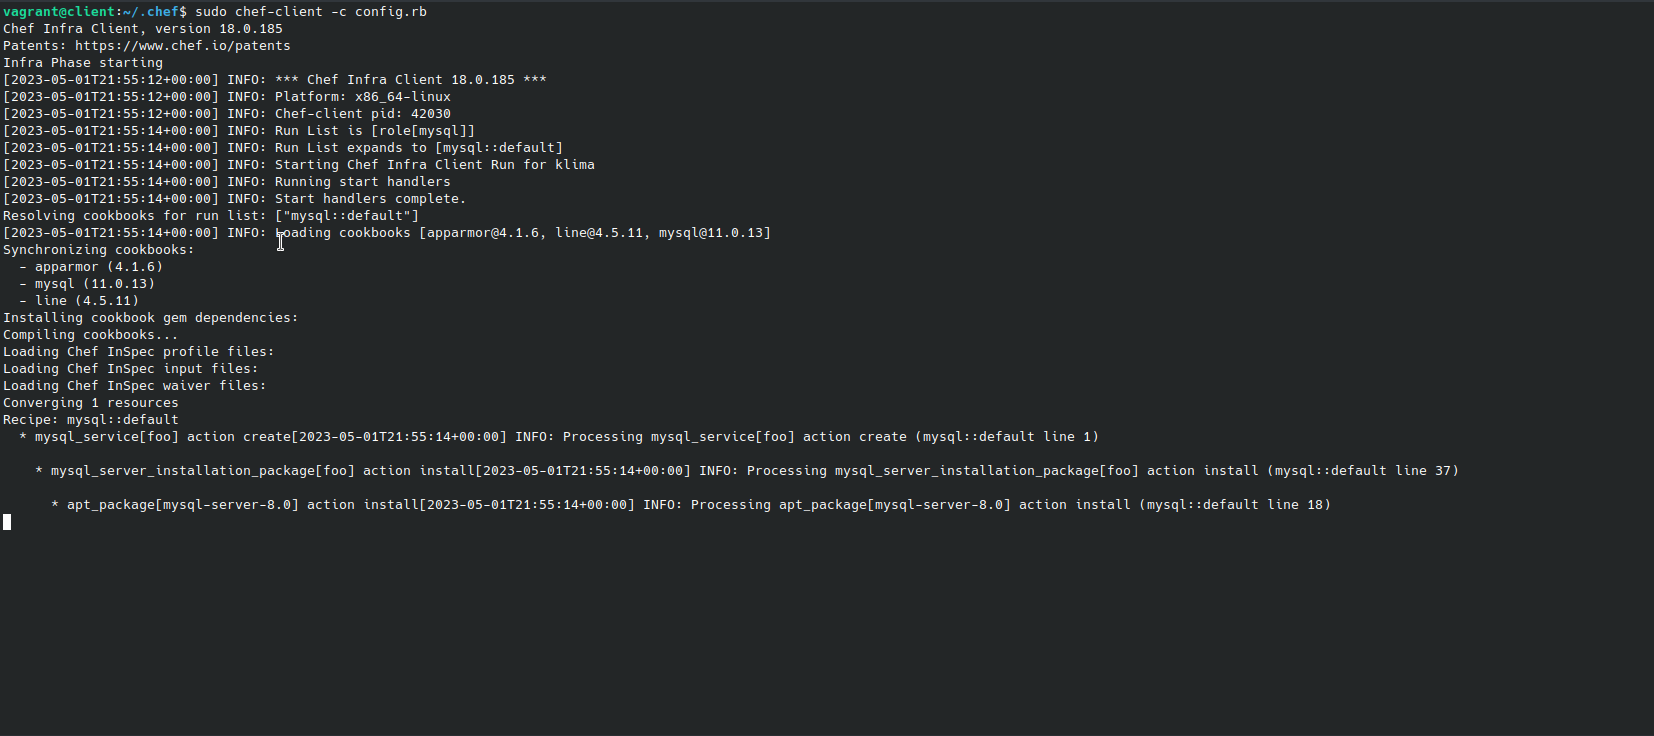 vagrant@client:~/.chef$ sudo chef-client -c config.rb
Chef Infra Client, version 18.0.185
Patents: https://www.chef.io/patents
Infra Phase starting
[2023-05-01T21:55:12+00:00] INFO: *** Chef Infra Client 18.0.185 ***
[2023-05-01T21:55:12+00:00] INFO: Platform: x86_64-linux
[2023-05-01T21:55:12+00:00] INFO: Chef-client pid: 42030
[2023-05-01T21:55:14+00:00] INFO: Run List is [role[mysql]]
[2023-05-01T21:55:14+00:00] INFO: Run List expands to [mysql::default]
[2023-05-01T21:55:14+00:00] INFO: Starting Chef Infra Client Run for klima
[2023-05-01T21:55:14+00:00] INFO: Running start handlers
[2023-05-01T21:55:14+00:00] INFO: Start handlers complete.
Resolving cookbooks for run list: ["mysql::default"]
[2023-05-01T21:55:14+00:00] INFO: Loading cookbooks [apparmor@4.1.6, line@4.5.11, mysql@11.0.13]
Synchronizing cookbooks:
  - apparmor (4.1.6)
  - mysql (11.0.13)
  - line (4.5.11)
Installing cookbook gem dependencies:
Compiling cookbooks...
Loading Chef InSpec profile files:
Loading Chef InSpec input files:
Loading Chef InSpec waiver files:
Converging 1 resources
Recipe: mysql::default
  * mysql_service[foo] action create[2023-05-01T21:55:14+00:00] INFO: Processing mysql_service[foo] action create (mysql::default line 1)
    * mysql_server_installation_package[foo] action install[2023-05-01T21:55:14+00:00] INFO: Processing mysql_server_installation_package[foo] action install (mysql::default line 37)
      * apt_package[mysql-server-8.0] action install[2023-05-01T21:55:14+00:00] INFO: Processing apt_package[mysql-server-8.0] action install (mysql::default line 18)